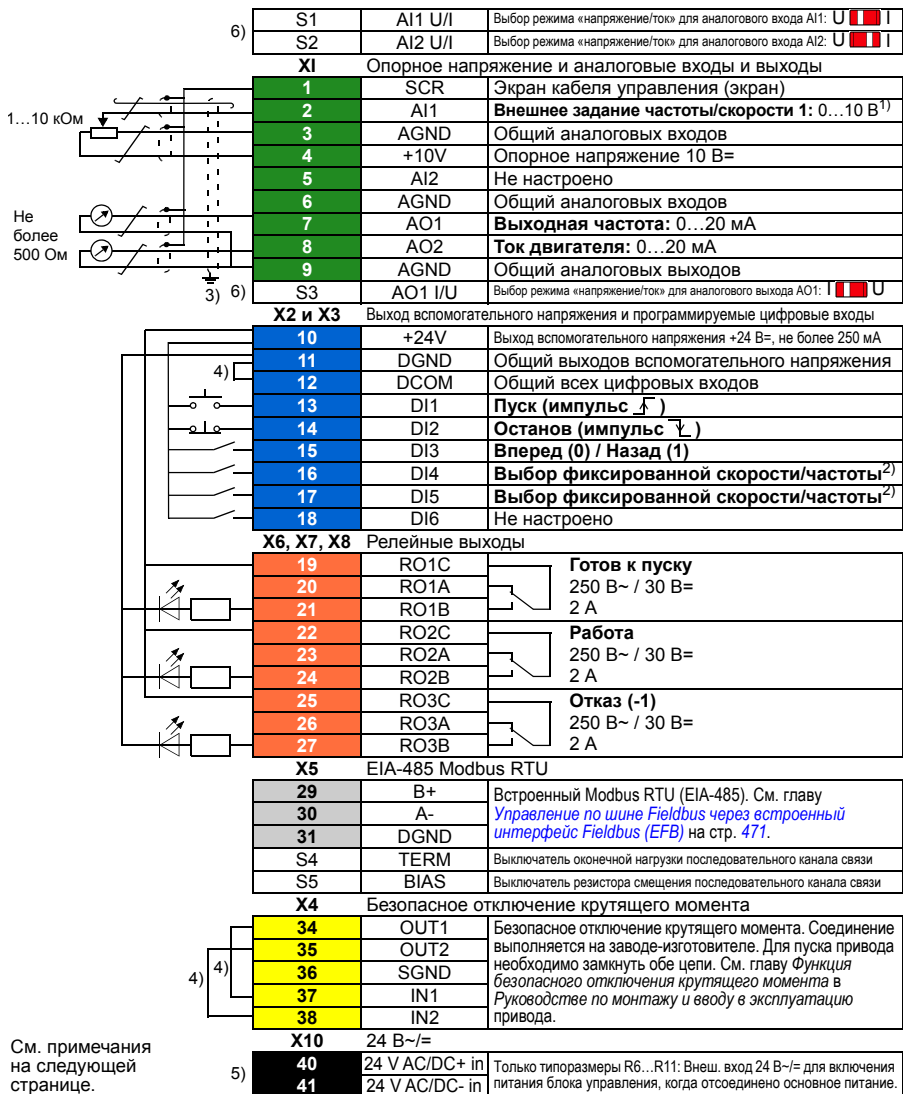 6) S1 AI1 U/I Выбор режима «напряжение/ток» для аналогового входа AI1: U I
S2 AI2 U/I Выбор режима «напряжение/ток» для аналогового входа AI2: U I
XI Опорное напряжение и аналоговые входы и выходы
1 SCR Экран кабеля управления (экран)
1…10 кОм 2 AI1 Внешнее задание частоты/скорости 1: 0…10 В1)
3 AGND Общий аналоговых входов
4 +10V Опорное напряжение 10 В=
5 AI2 Не настроено
6 AGND Общий аналоговых входов
Не
более
500 Ом
7 AO1 Выходная частота: 0…20 мА
8 AO2 Ток двигателя: 0…20 мА
9 AGND Общий аналоговых выходов
3) 6) S3 AO1 I/U Выбор режима «напряжение/ток» для аналогового выхода AO1: I U
X2 и X3 Выход вспомогательного напряжения и программируемые цифровые входы
10 +24V Выход вспомогательного напряжения +24 В=, не более 250 мА
11 DGND Общий выходов вспомогательного напряжения
4) 12 DCOM Общий всех цифровых входов
13 DI1 Пуск (импульс )
14 DI2 Останов (импульс )
15 DI3 Вперед (0) / Назад (1)
16 DI4 Выбор фиксированной скорости/частоты2)
17 DI5 Выбор фиксированной скорости/частоты2)
18 DI6 Не настроено
X6, X7, X8 Релейные выходы
19 RO1C Готов к пуску
20 RO1A 250 В~ / 30 В=
21 RO1B 2 А
22 RO2C Работа
23 RO2A 250 В~ / 30 В=
24 RO2B 2 А
25 RO3C Отказ (-1)
26 RO3A 250 В~ / 30 В=
27 RO3B 2 А
X5 EIA-485 Modbus RTU
29 B+
30 A-
31 DGND
Встроенный Modbus RTU (EIA-485). См. главу
Управление по шине Fieldbus через встроенный
интерфейс Fieldbus (EFB) на стр. 471.
S4 TERM Выключатель оконечной нагрузки последовательного канала связи
S5 BIAS Выключатель резистора смещения последовательного канала связи
X4 Безопасное отключение крутящего момента
34 OUT1
35 OUT2
36 SGND
37 IN1
38 IN2
4) 4)
Безопасное отключение крутящего момента. Соединение
выполняется на заводе-изготовителе. Для пуска привода
необходимо замкнуть обе цепи. См. главу Функция
безопасного отключения крутящего момента в
Руководстве по монтажу и вводу в эксплуатацию
привода.
X10 24 В~/=
5) 40 24 V AC/DC+ in
41 24 V AC/DC- in
Только типоразмеры R6…R11: Внеш. вход 24 В~/= для включения
питания блока управления, когда отсоединено основное питание.
См. примечания
на следующей
странице.